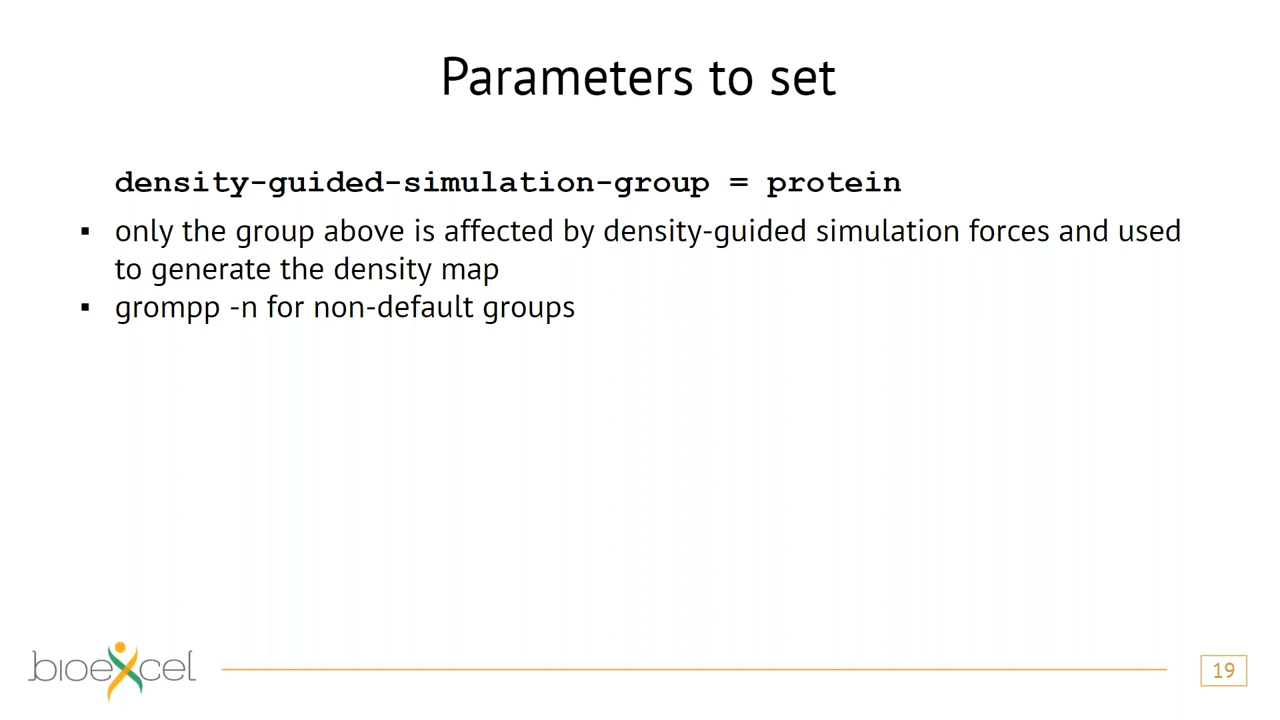 Parameters to set
density-guided-simulation-group = protein
▪ only the group above is affected by density-guided simulation forces and used
to generate the density map
▪ grompp -n for non-default groups
bioexcel
19